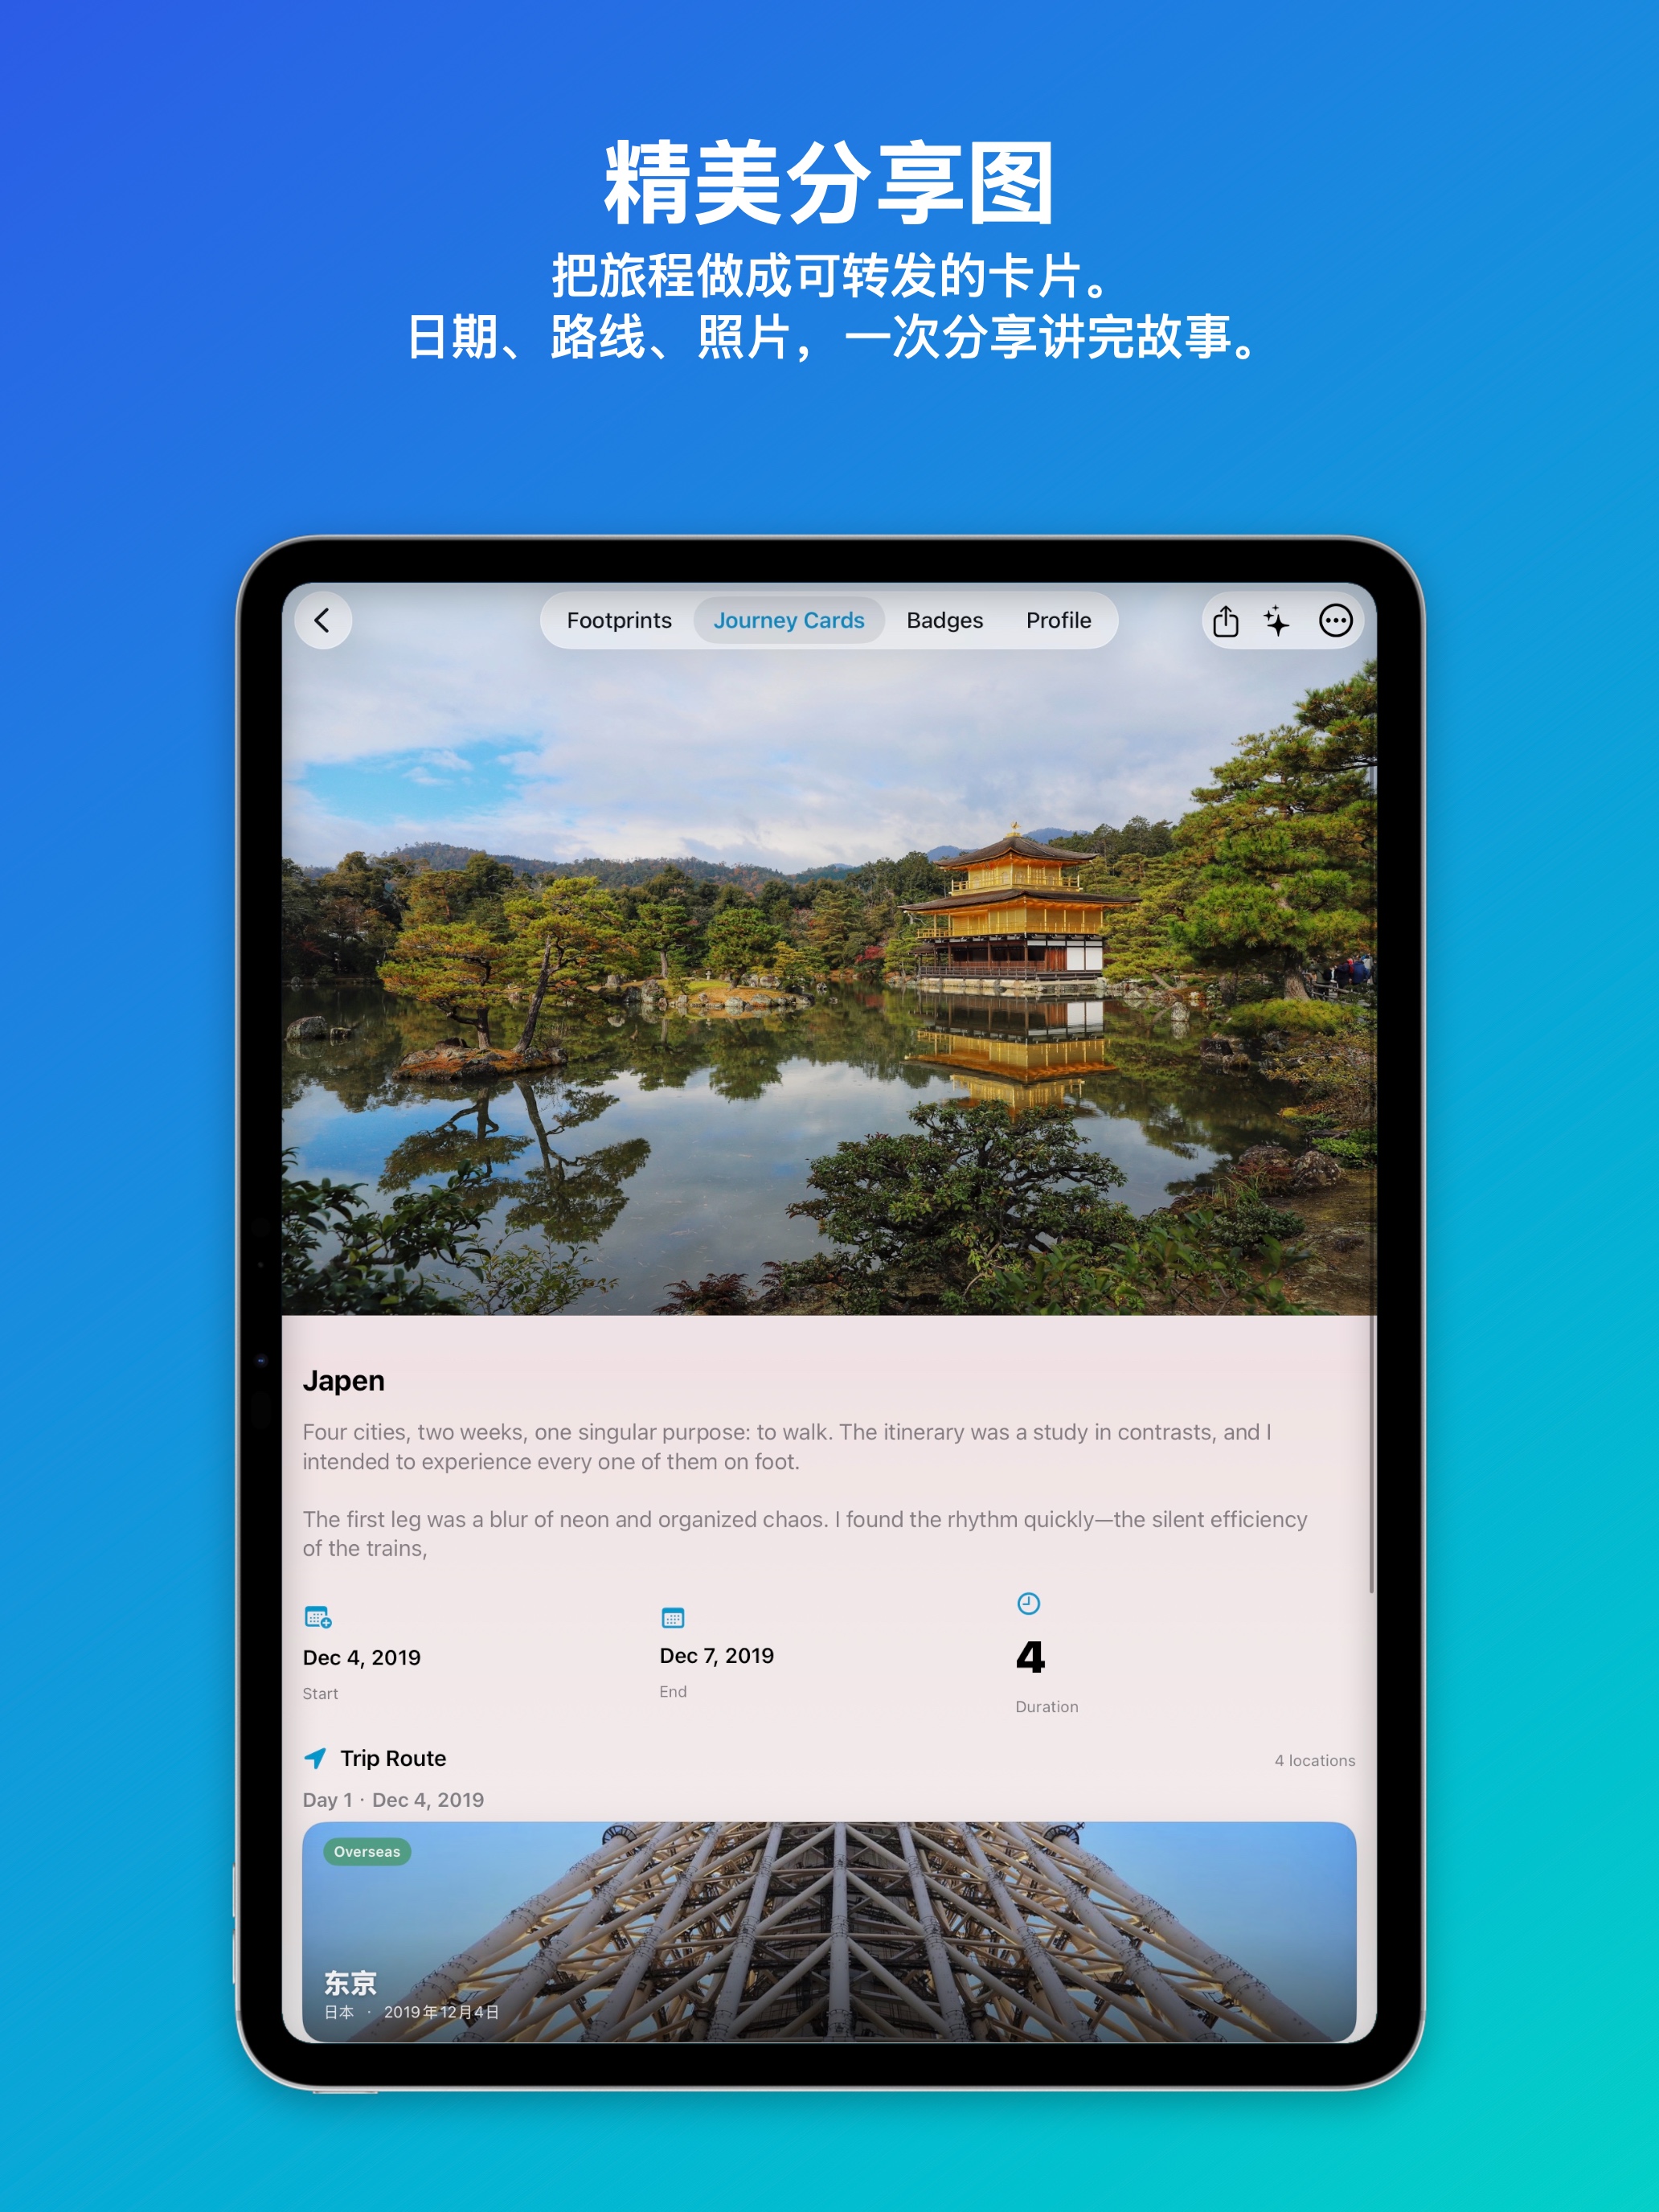 精美分享图
把旅程做成可转发的卡片。
日期、路线、照片，一次分享讲完故事。
Footprints Journey Cards Badges Profile
Japen
Four cities, two weeks, one singular purpose: to walk. The itinerary was a study in contrasts, and I
intended to experience every one of them on foot.
The first leg was a blur of neon and organized chaos. I found the rhythm quickly—the silent efficiency
of the trains,
Dec 4, 2019
Start
Dec 7, 2019
End
4
Duration
Trip Route
4 locations
Day 1 · Dec 4, 2019
Overseas
东京
日本 · 2019年12月4日